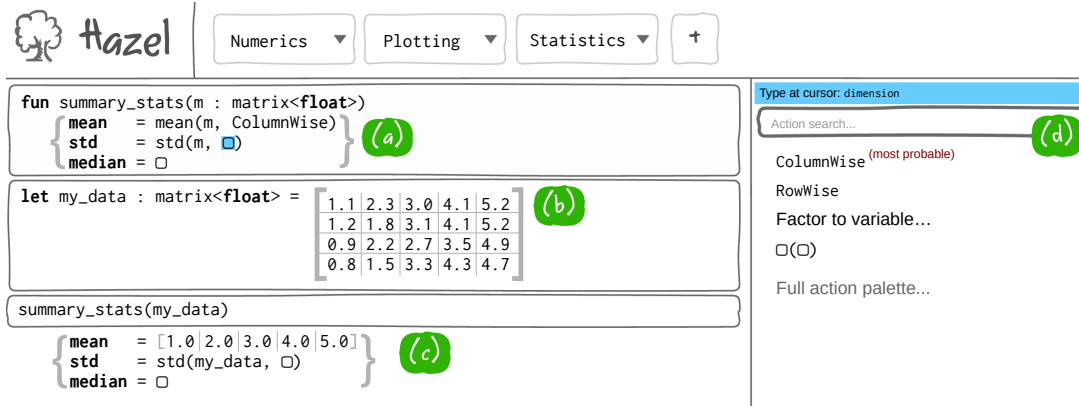 Hazel
Numerics ▼
Plotting ▼
Statistics ▼
+
fun summary_stats(m : matrix<float>)
mean = mean(m, ColumnWise)
std = std(m, ▢)
median = ▢
(a)
let my_data : matrix<float> =
1.1 2.3 3.0 4.1 5.2
1.2 1.8 3.1 4.1 5.2
0.9 2.2 2.7 3.5 4.9
0.8 1.5 3.3 4.3 4.7
(b)
summary_stats(my_data)
mean = [1.0|2.0|3.0|4.0|5.0]
std = std(my_data, ▢)
median = ▢
(c)
Type at cursor: dimension
Action search...
(d)
ColumnWise (most probable)
RowWise
Factor to variable…
▢(▢)
Full action palette...